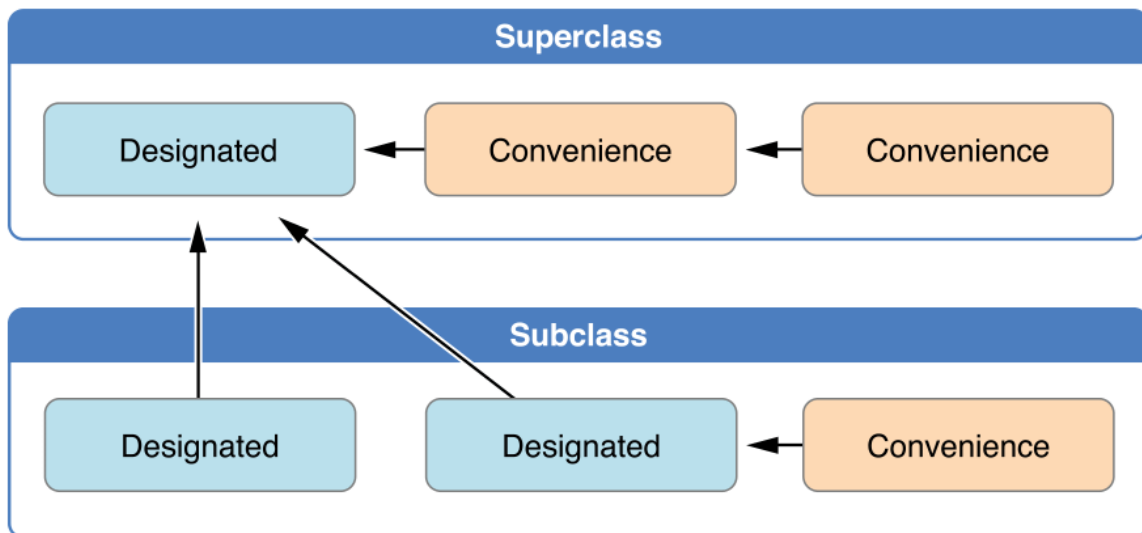 Superclass
Designated
Convenience
Convenience
Subclass
Designated
Designated
Convenience